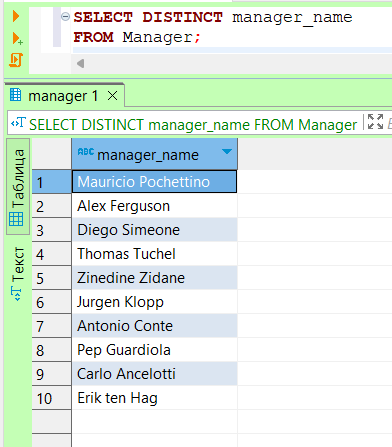 SELECT DISTINCT manager_name
FROM Manager;
manager 1
SELECT DISTINCT manager_name FROM Manager
Таблица
Текст
ABC manager_name
1 Mauricio Pochettino
2 Alex Ferguson
3 Diego Simeone
4 Thomas Tuchel
5 Zinedine Zidane
6 Jurgen Klopp
7 Antonio Conte
8 Pep Guardiola
9 Carlo Ancelotti
10 Erik ten Hag